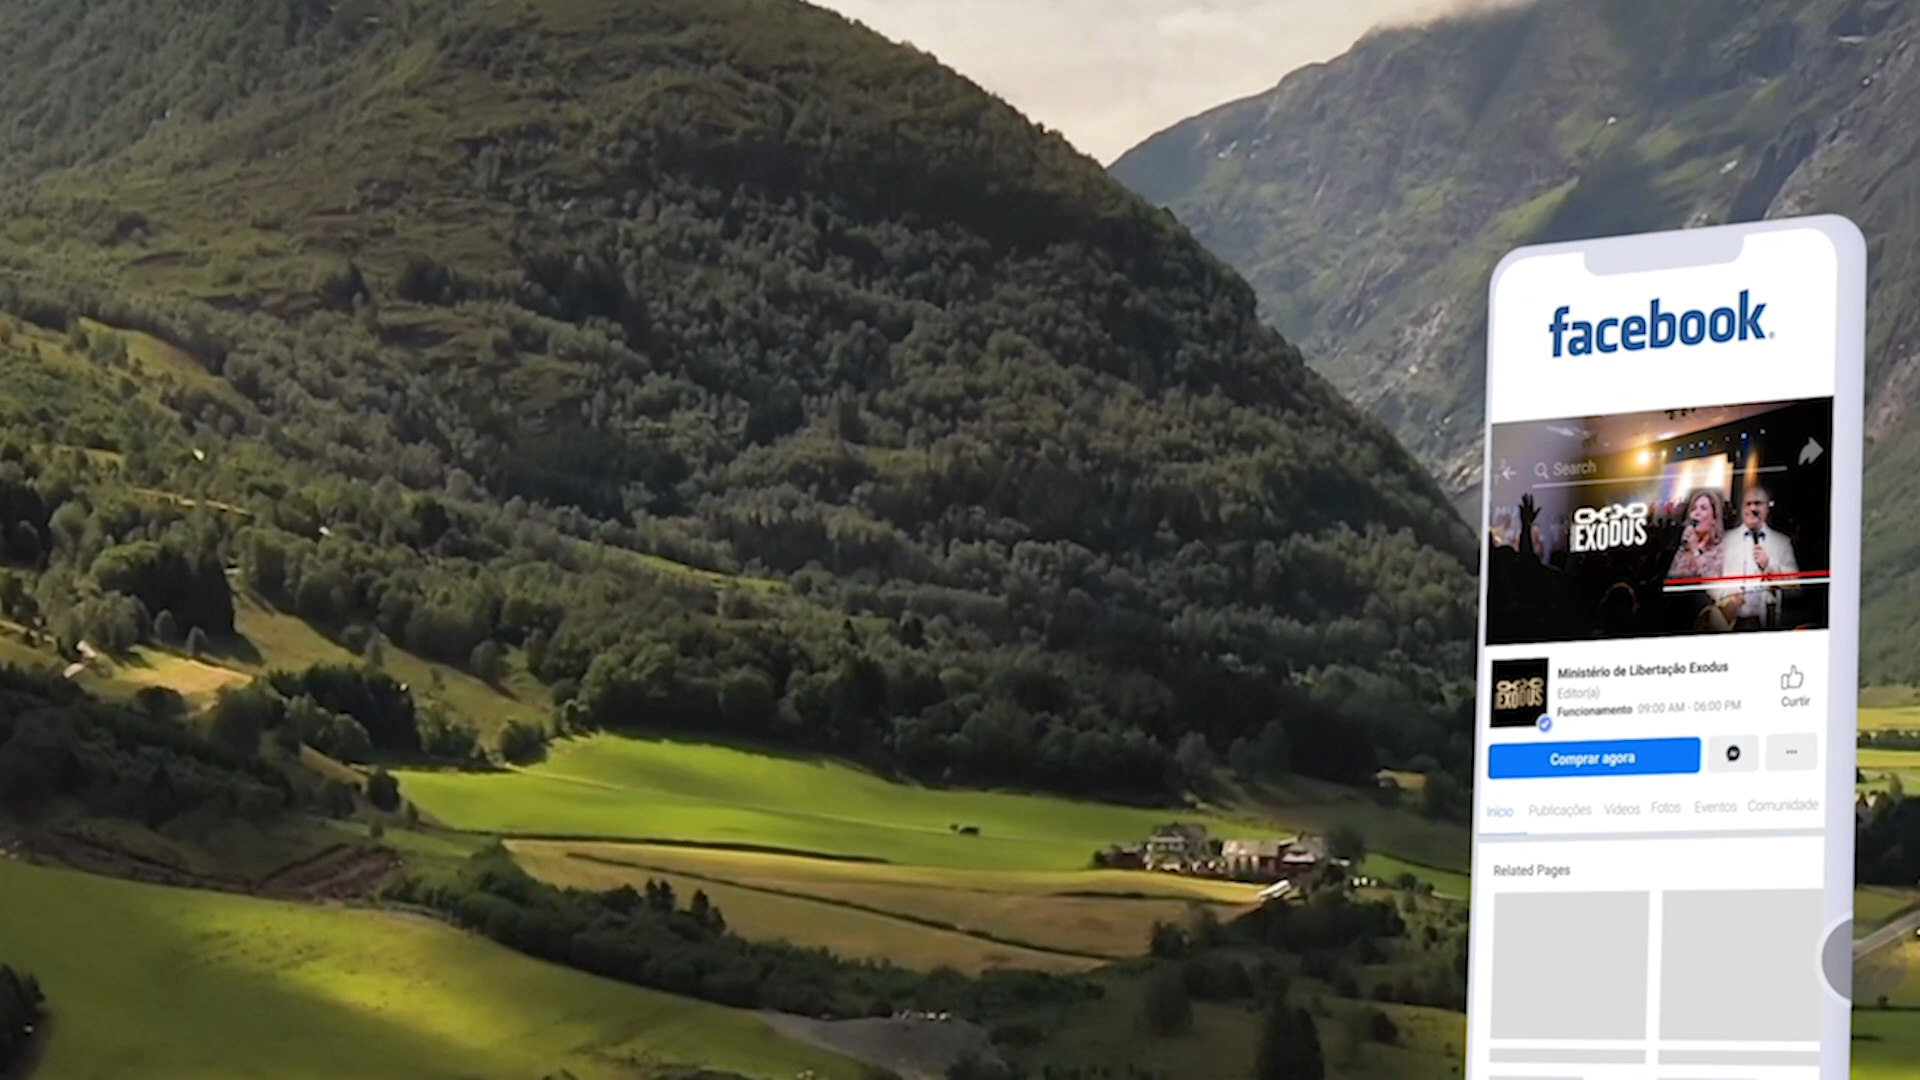 facebook
Search
EXODUS
EXODUS
Ministério de Libertação Exodus
Editor(a)
Funcionamento 09:00 AM - 06:00 PM
Curtir
Comprar agora
...
Início Publicações Vídeos Fotos Eventos Comunidade
Related Pages